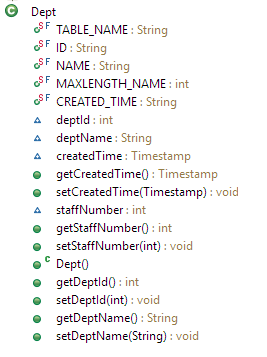 Dept
S F TABLE_NAME : String
S F ID : String
S F NAME : String
S F MAXLENGTH_NAME : int
S F CREATED_TIME : String
deptId : int
deptName : String
createdTime : Timestamp
getCreatedTime() : Timestamp
setCreatedTime(Timestamp) : void
staffNumber : int
getStaffNumber() : int
setStaffNumber(int) : void
C Dept()
getDeptId() : int
setDeptId(int) : void
getDeptName() : String
setDeptName(String) : void